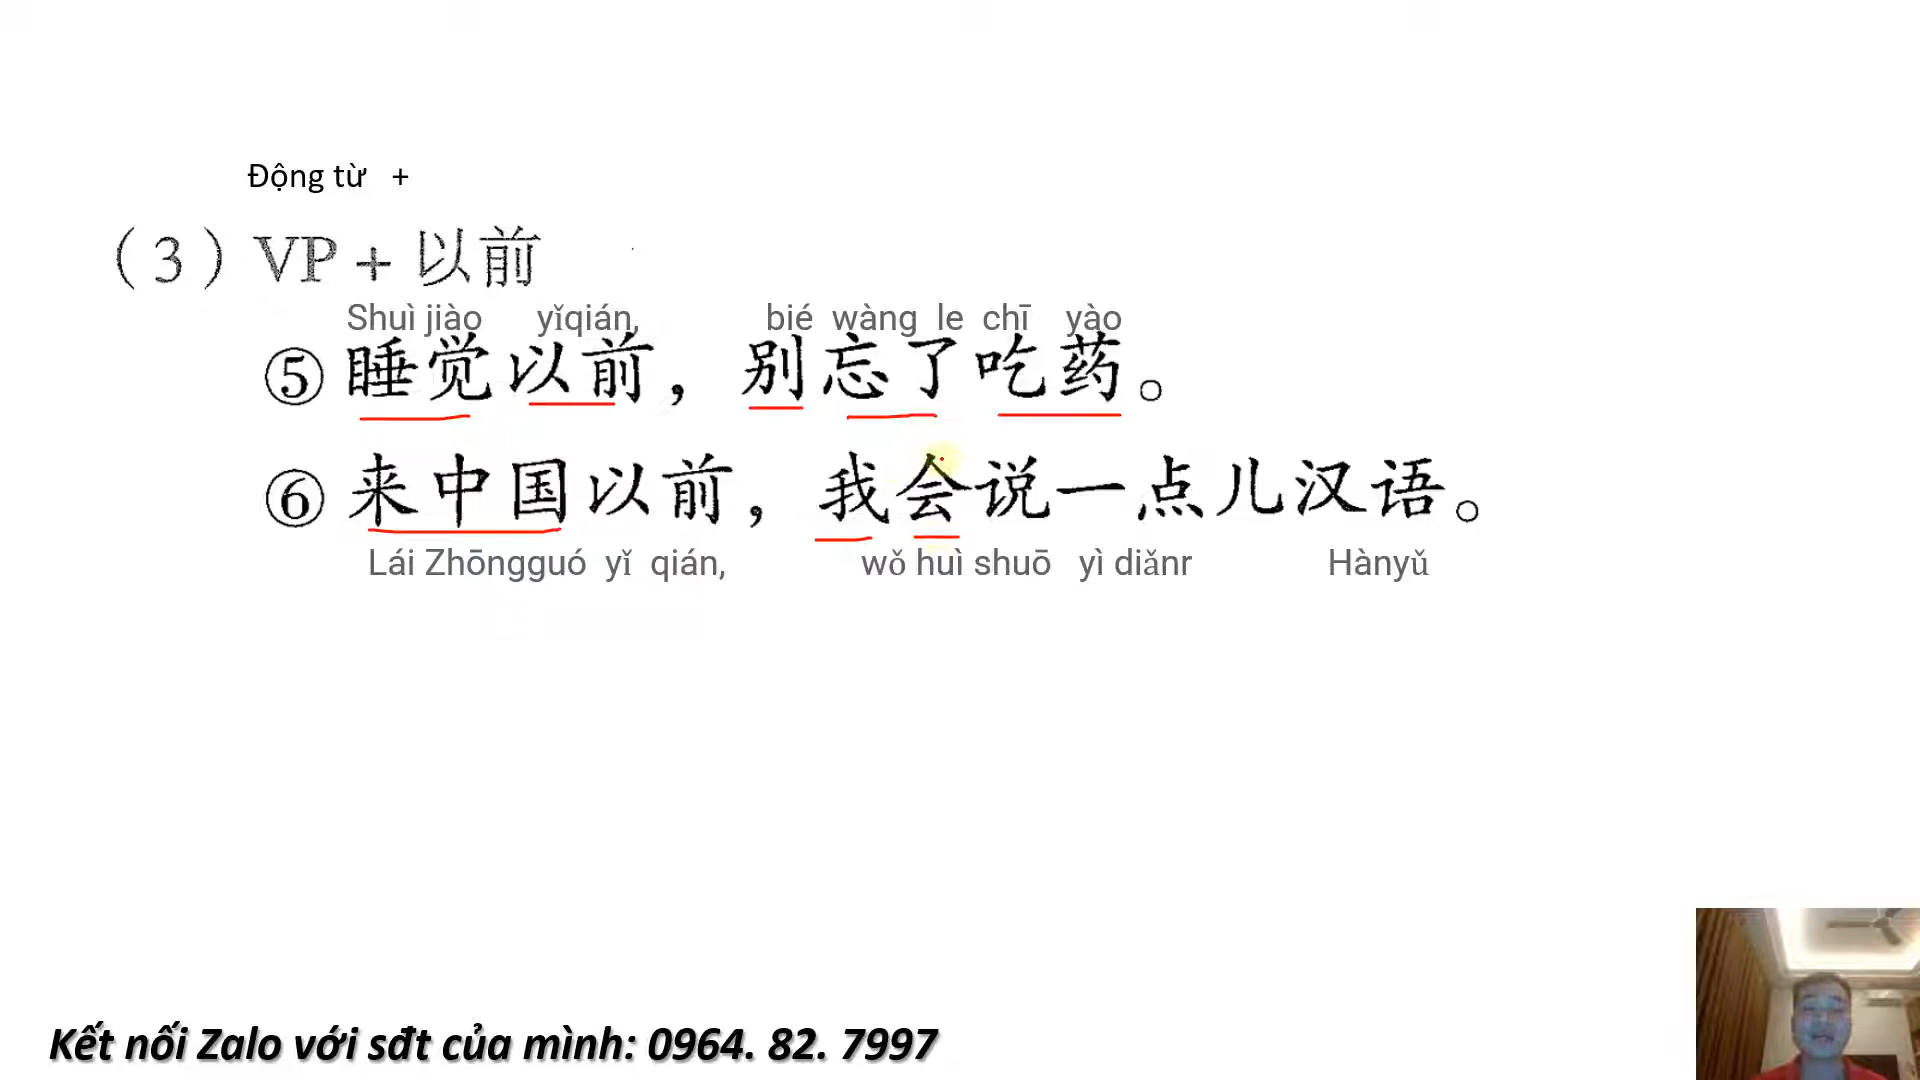 Động từ +
（3）VP + 以前
Shuì jiào yǐqián, bié wàng le chī yào
⑤ 睡觉以前，别忘了吃药。
⑥ 来中国以前，我会说一点儿汉语。
Lái Zhōngguó yǐ qián, wǒ huì shuō yì diǎnr Hànyǔ
Kết nối Zalo với sđt của mình: 0964. 82. 7997